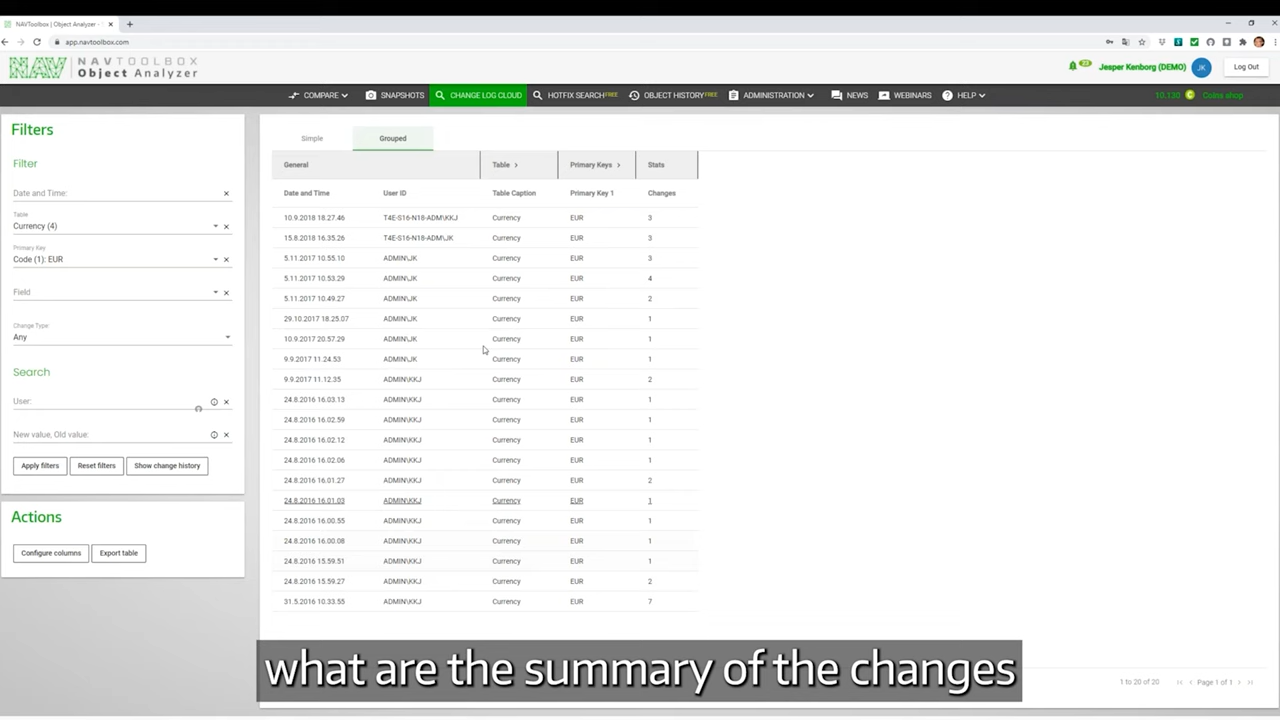 NAVToolbox | Object Analyzer -
app.navtoolbox.com
NAV NAVTOOLBOX
Object Analyzer
22
Jesper Kenborg (DEMO)
JK
Log Out
COMPARE
SNAPSHOTS
CHANGE LOG CLOUD
HOTFIX SEARCH FREE
OBJECT HISTORY FREE
ADMINISTRATION
NEWS
WEBINARS
HELP
10.130 C Coins shop
Filters
Filter
Date and Time:
Table
Currency (4)
Primary Key
Code (1): EUR
Field
Change Type:
Any
Search
User:
New value, Old value:
Apply filters
Reset filters
Show change history
Actions
Configure columns
Export table
Simple
Grouped
General Table > Primary Keys > Stats
Date and Time User ID Table Caption Primary Key 1 Changes
10.9.2018 18.27.46 T4E-S16-N18-ADM\KKJ Currency EUR 3
15.8.2018 16.35.26 T4E-S16-N18-ADM\JK Currency EUR 3
5.11.2017 10.55.10 ADMIN\JK Currency EUR 3
5.11.2017 10.53.29 ADMIN\JK Currency EUR 4
5.11.2017 10.49.27 ADMIN\JK Currency EUR 2
29.10.2017 18.25.07 ADMIN\JK Currency EUR 1
10.9.2017 20.57.29 ADMIN\JK Currency EUR 1
9.9.2017 11.24.53 ADMIN\JK Currency EUR 1
9.9.2017 11.12.35 ADMIN\KKJ Currency EUR 2
24.8.2016 16.03.13 ADMIN\KKJ Currency EUR 1
24.8.2016 16.02.59 ADMIN\KKJ Currency EUR 1
24.8.2016 16.02.12 ADMIN\KKJ Currency EUR 1
24.8.2016 16.02.06 ADMIN\KKJ Currency EUR 1
24.8.2016 16.01.27 ADMIN\KKJ Currency EUR 2
24.8.2016 16.01.03 ADMIN\KKJ Currency EUR 1
24.8.2016 16.00.55 ADMIN\KKJ Currency EUR 1
24.8.2016 16.00.08 ADMIN\KKJ Currency EUR 1
24.8.2016 15.59.51 ADMIN\KKJ Currency EUR 1
24.8.2016 15.59.27 ADMIN\KKJ Currency EUR 2
31.5.2016 10.33.55 ADMIN\KKJ Currency EUR 7
what are the summary of the changes
1 to 20 of 20 Page 1 of 1